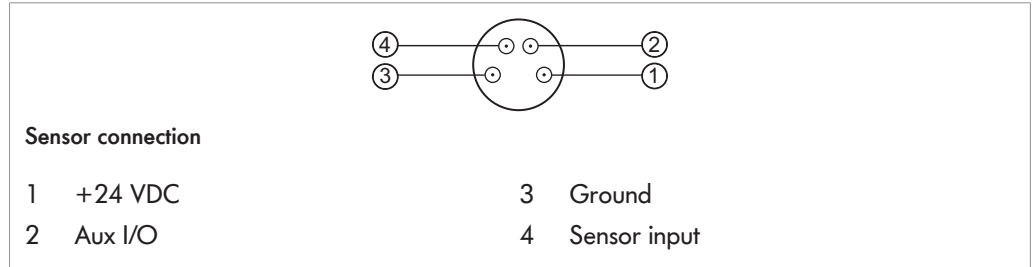 4 2
3 1
Sensor connection
1 +24 VDC 3 Ground
2 Aux I/O 4 Sensor input